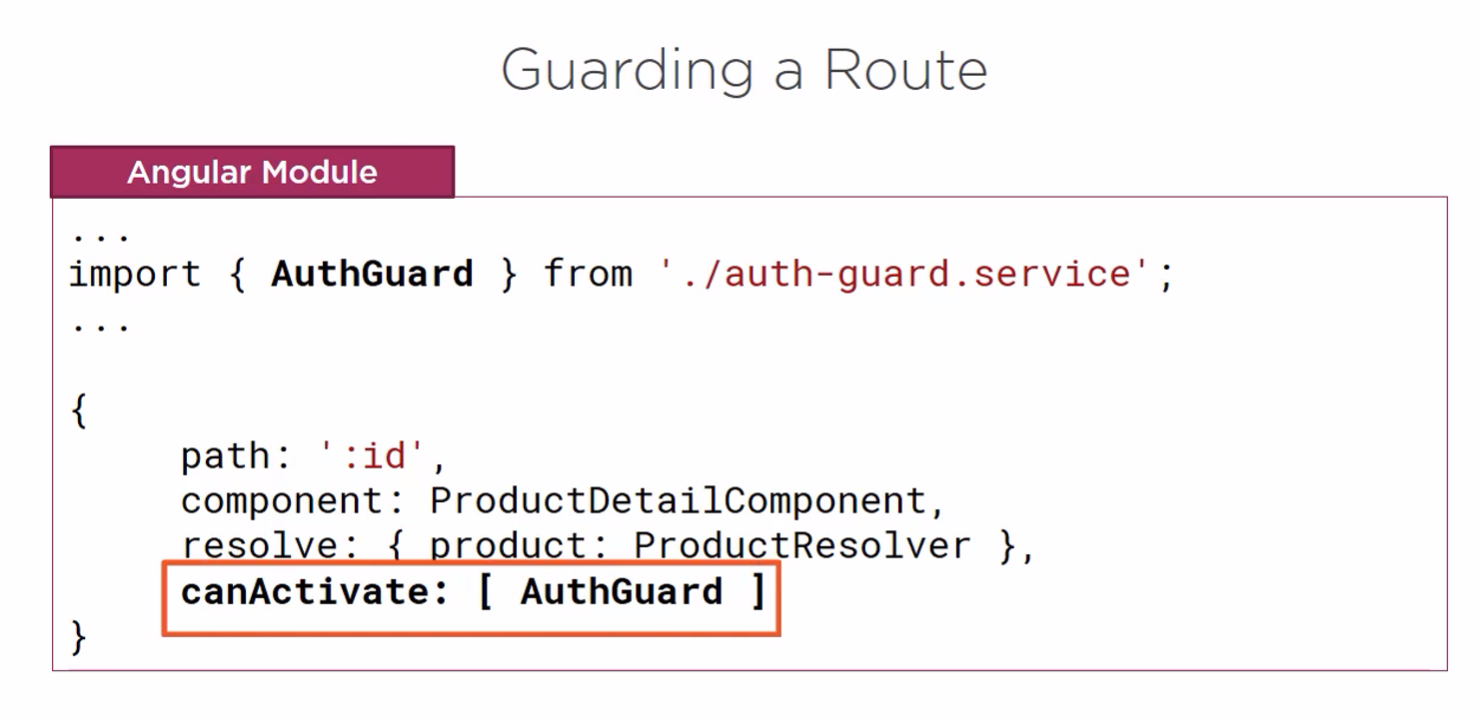 Guarding a Route
Angular Module
...
import { AuthGuard } from './auth-guard.service';
...
{
path: ':id',
component: ProductDetailComponent,
resolve: { product: ProductResolver },
canActivate: [ AuthGuard ]
}